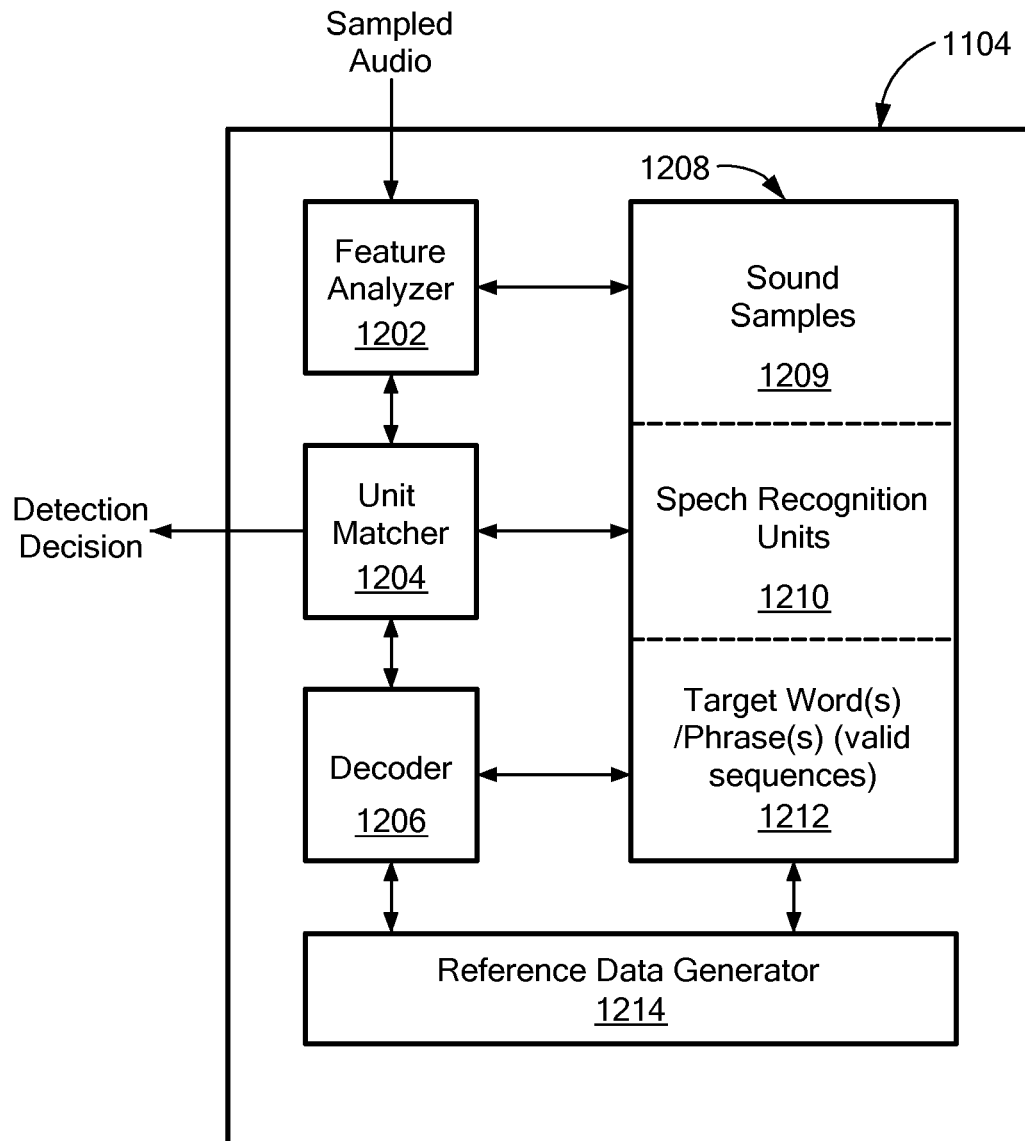 Sampled
Audio
1104
1208
Feature
Analyzer
1202
Sound
Samples
1209
Detection
Decision
Unit
Matcher
1204
Spech Recognition
Units
1210
Decoder
1206
Target Word(s)
/Phrase(s) (valid
sequences)
1212
Reference Data Generator
1214